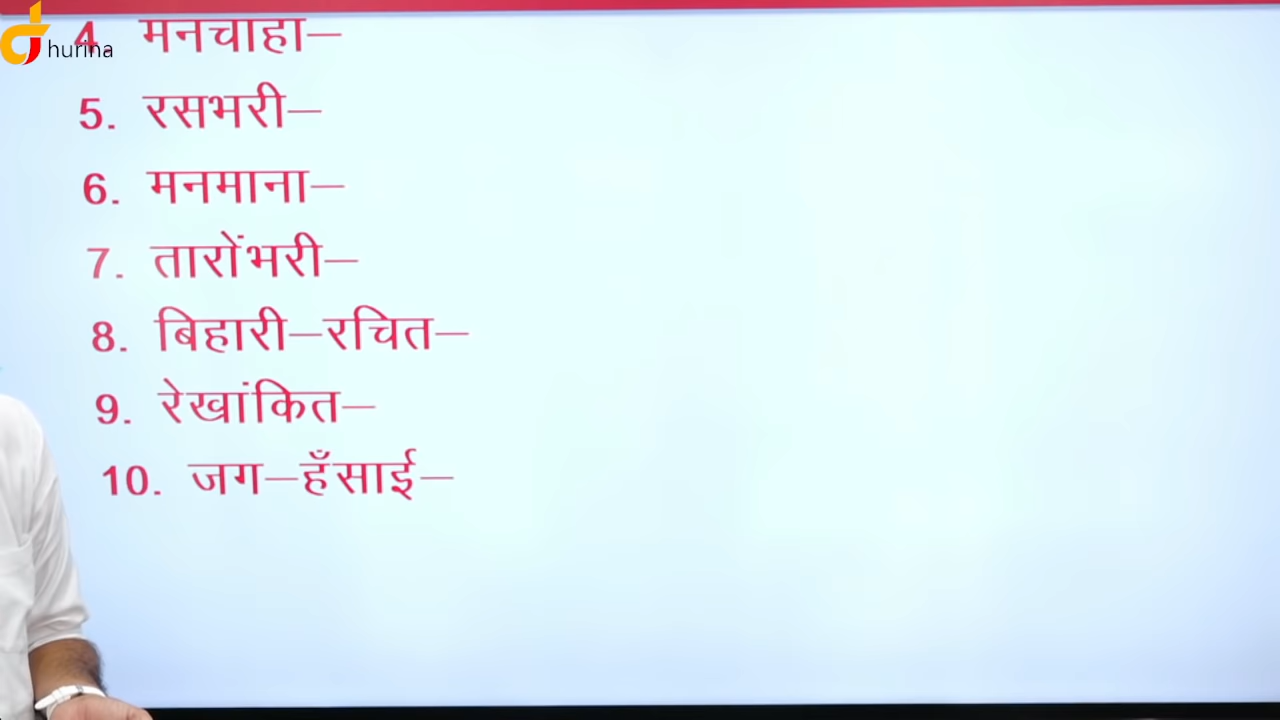 hurina
4. मनचाहा–
5. रसभरी–
6. मनमाना–
7. तारोंभरी–
8. बिहारी–रचित–
9. रेखांकित–
10. जग–हँसाई–